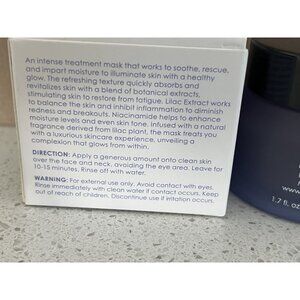 An intense treatment mask that works to soothe, rescue,
and impart moisture to illuminate skin with a healthy
glow. The refreshing texture quickly absorbs and
revitalizes skin with a blend of botanical extracts,
stimulating skin to restore from fatigue. Lilac Extract works
to balance the skin and inhibit inflammation to diminish
redness and breakouts. Niacinamide helps to enhance
moisture levels and even skin tone, infused with a natural
fragrance derived from lilac plant, the mask treats you
with a luxurious skincare experience, unveiling a
complexion that glows from within.
DIRECTION: Apply a generous amount onto clean skin
over the face and neck, avoiding the eye area. Leave for
10-15 minutes. Rinse off with water.
WARNING: For external use only. Avoid contact with eyes.
Rinse immediately with clean water if contact occurs. Keep
out of reach of children. Discontinue use if irritation occurs.
www.
1.7 fl. oz